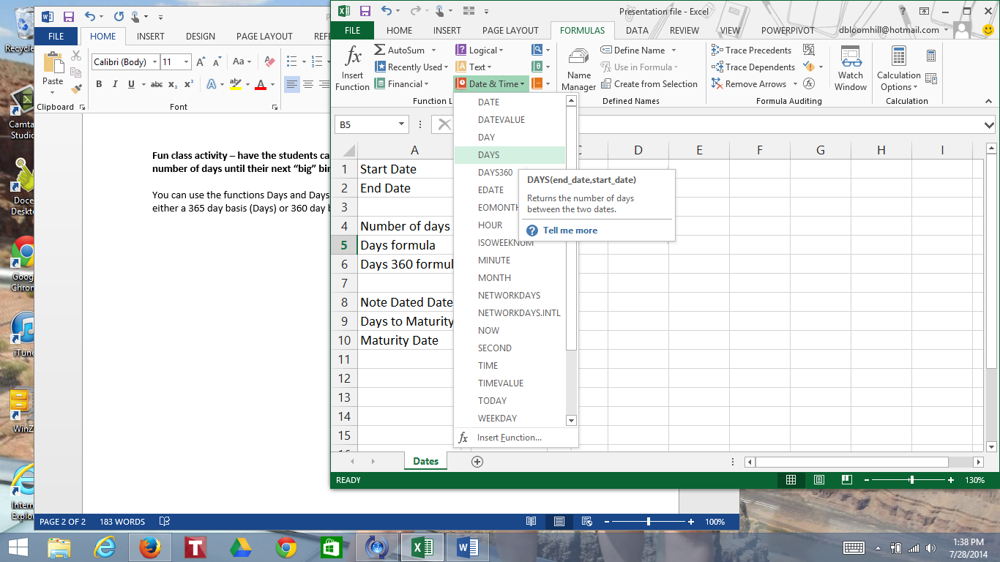 Recycle
Camta
Studio
Doce
Deskto
Goog
Chron
iTune
WinZ
Intern
Explor
FILE HOME INSERT DESIGN PAGE LAYOUT REFE
Calibri (Body) 11
Paste
Clipboard Font
Fun class activity – have the students ca
number of days until their next “big” bir
You can use the functions Days and Days
either a 365 day basis (Days) or 360 day b
PAGE 2 OF 2 183 WORDS 100%
Presentation file - Excel
FILE HOME INSERT PAGE LAYOUT FORMULAS DATA REVIEW VIEW POWERPIVOT dbloomhill@hotmail.com
Insert Function
AutoSum
Recently Used
Financial
Logical
Text
Date & Time
Name Manager
Define Name
Use in Formula
Create from Selection
Trace Precedents
Trace Dependents
Remove Arrows
Watch Window
Calculation Options
Function L Defined Names Formula Auditing Calculation
B5
A C D E F G H I
1 Start Date
2 End Date
3
4 Number of days
5 Days formula
6 Days 360 formul
7
8 Note Dated Date
9 Days to Maturity
10 Maturity Date
11
12
13
14
15
16
DATE
DATEVALUE
DAY
DAYS
DAYS360
EDATE
EOMONTH
HOUR
ISOWEEKNUM
MINUTE
MONTH
NETWORKDAYS
NETWORKDAYS.INTL
NOW
SECOND
TIME
TIMEVALUE
TODAY
WEEKDAY
Insert Function...
DAYS(end_date,start_date)
Returns the number of days
between the two dates.
Tell me more
Dates
READY 130%
1:38 PM
7/28/2014